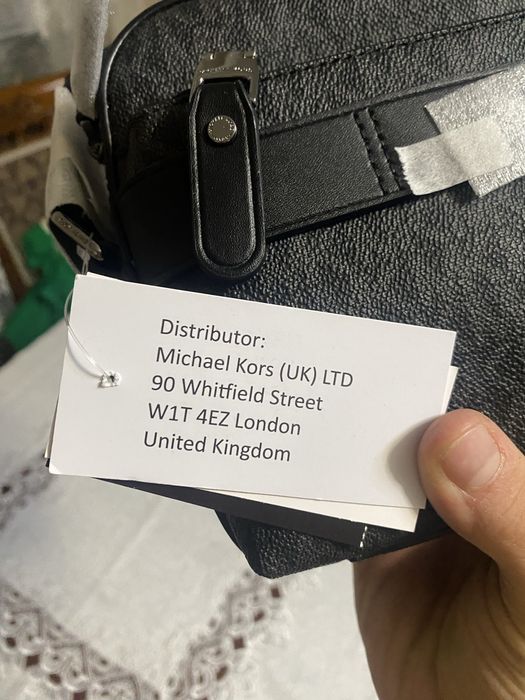 Distributor:
Michael Kors (UK) LTD
90 Whitfield Street
W1T 4EZ London
United Kingdom